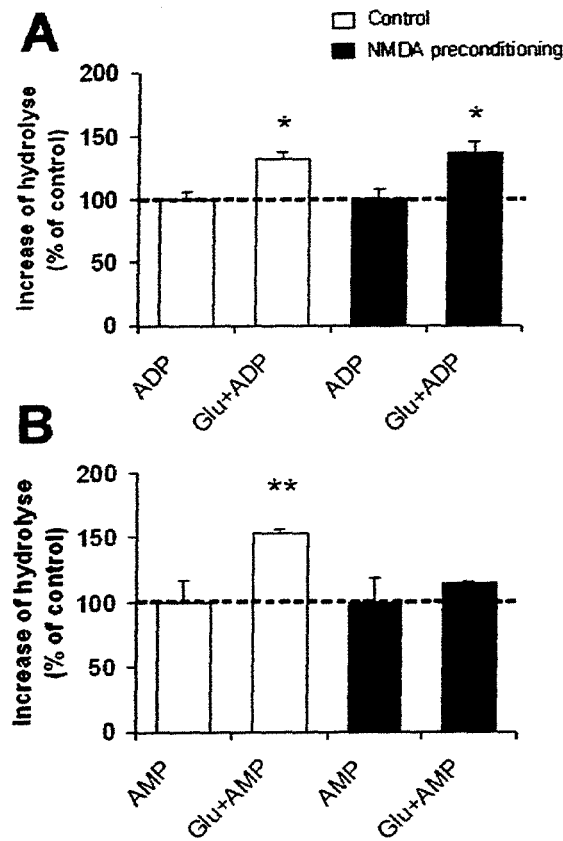 A
Control
NMDA preconditioning
Increase of hydrolyse
(% of control)
200
150
100
50
0
*
*
ADP
Glu+ADP
ADP
Glu+ADP
B
Increase of hydrolyse
(% of control)
200
150
100
50
0
**
AMP
Glu+AMP
AMP
Glu+AMP